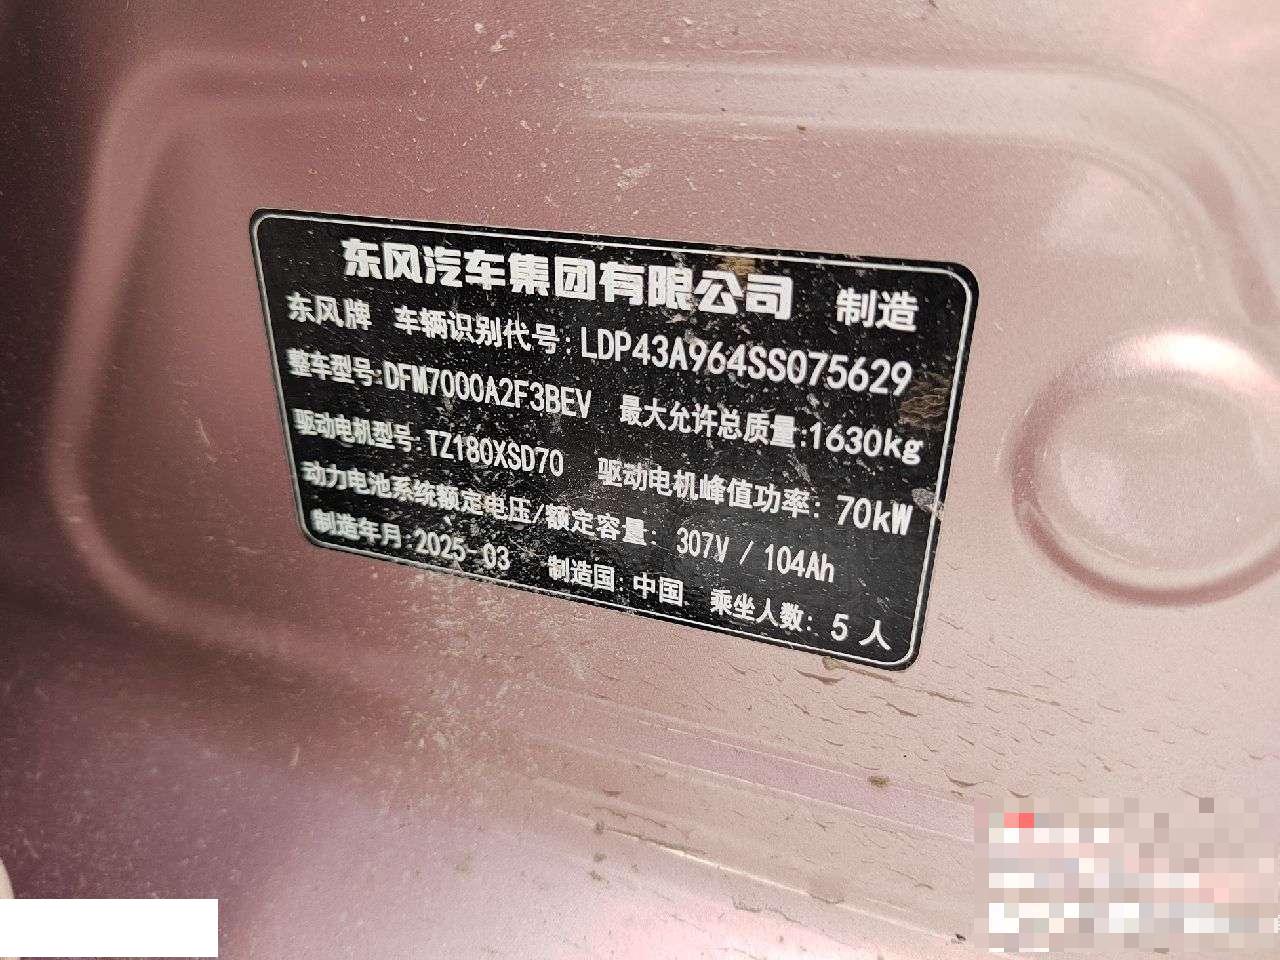 东风汽车集团有限公司 制造
东风牌 车辆识别代号:LDP43A964SS075629
整车型号:DFM7000A2F3BEV 最大允许总质量:1630kg
驱动电机型号:TZ180XSD70 驱动电机峰值功率: 70kW
动力电池系统额定电压/额定容量: 307V / 104Ah
制造年月:2025-03 制造国:中国 乘坐人数: 5 人